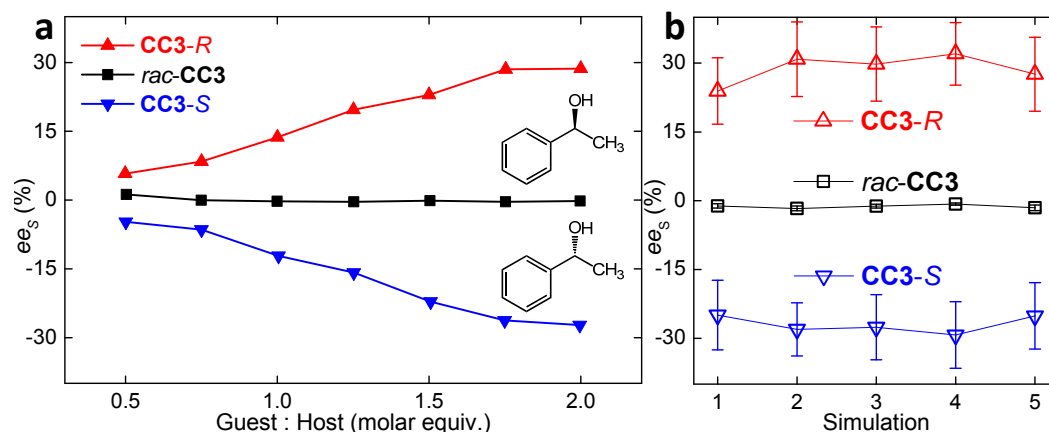 a
CC3-R
rac-CC3
CC3-S
30
15
0
-15
-30
ee_S (%)
OH
CH₃
OH
CH₃
0.5 1.0 1.5 2.0
Guest : Host (molar equiv.)
b
CC3-R
rac-CC3
CC3-S
30
15
0
-15
-30
ee_S (%)
1 2 3 4 5
Simulation